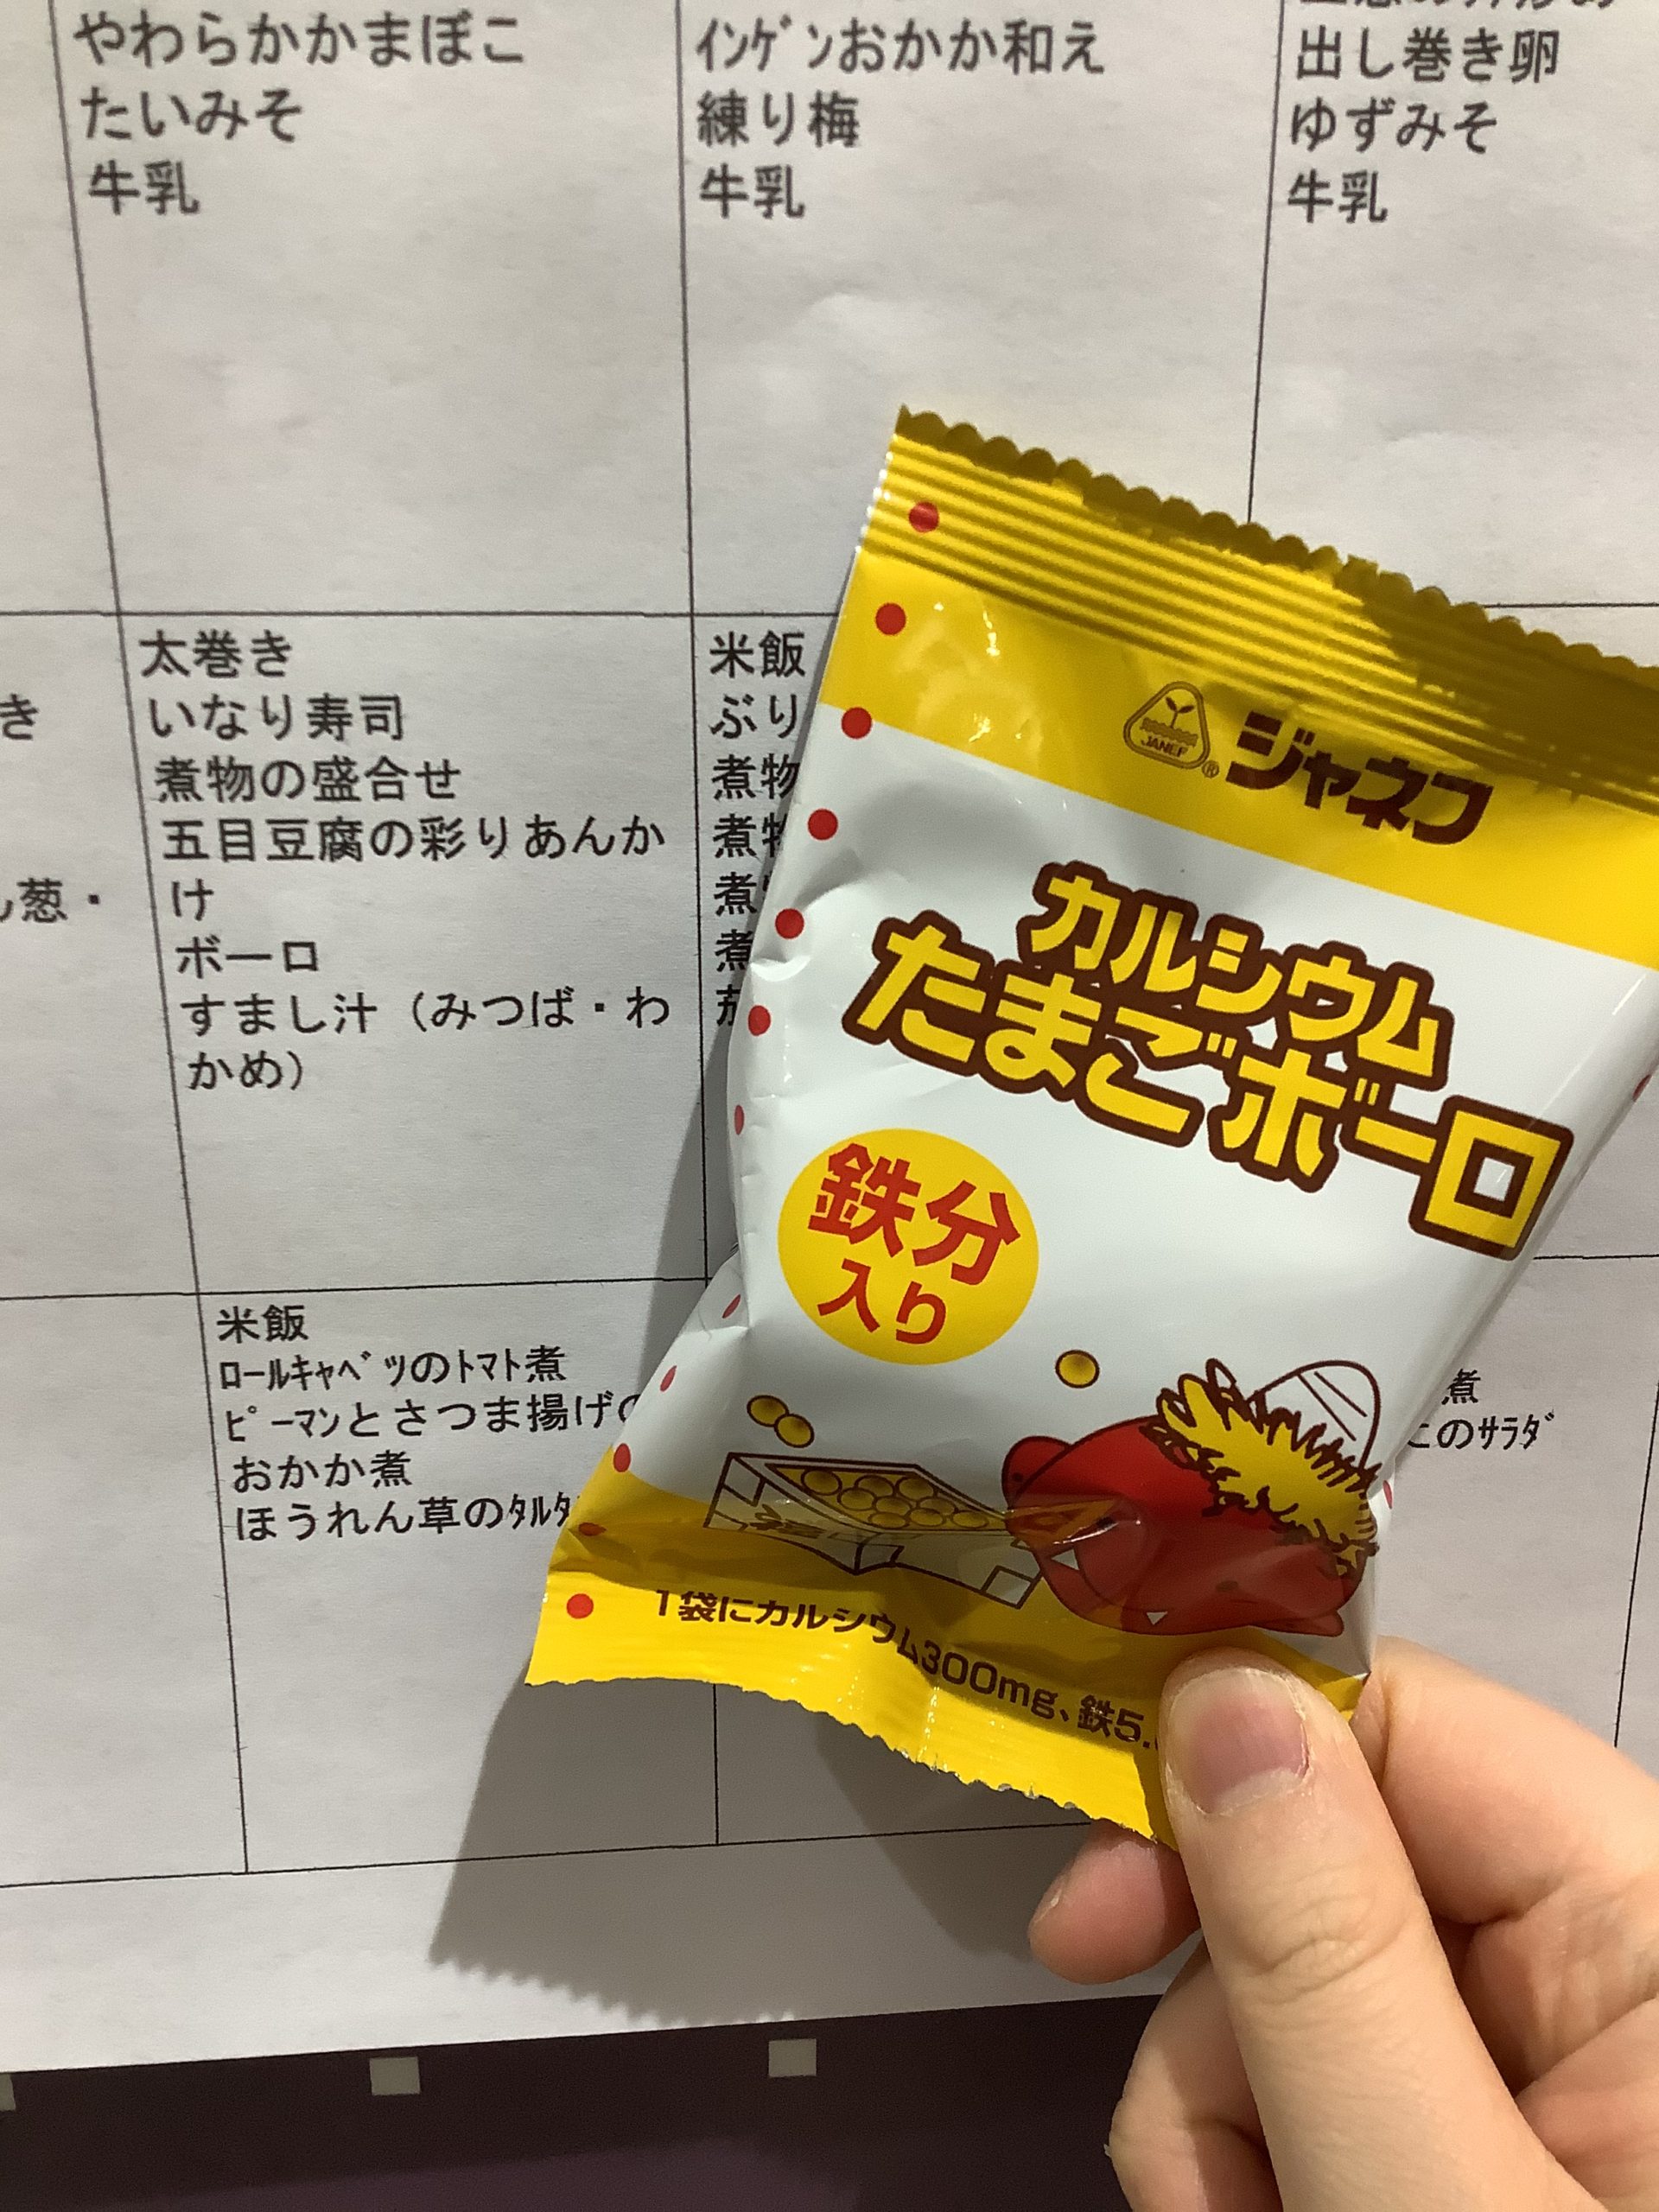 やわらかかまぼこ
たいみそ
牛乳
ｲﾝｹﾞﾝおかか和え
練り梅
牛乳
出し巻き卵
ゆずみそ
牛乳
き
葱・
太巻き
いなり寿司
煮物の盛合せ
五目豆腐の彩りあんか
け
ボーロ
すまし汁（みつば・わ
かめ）
米飯
ぶり
煮物
煮物
煮
煮
米飯
ﾛｰﾙｷｬﾍﾞﾂのﾄﾏﾄ煮
ﾋﾟｰﾏﾝとさつま揚げの
おかか煮
ほうれん草のﾀﾙﾀ
煮
このｻﾗﾀﾞ
JANEF
®
ジャネフ
カルシウム
たまごボーロ
鉄分
入り
1袋にカルシウム300mg、鉄5.